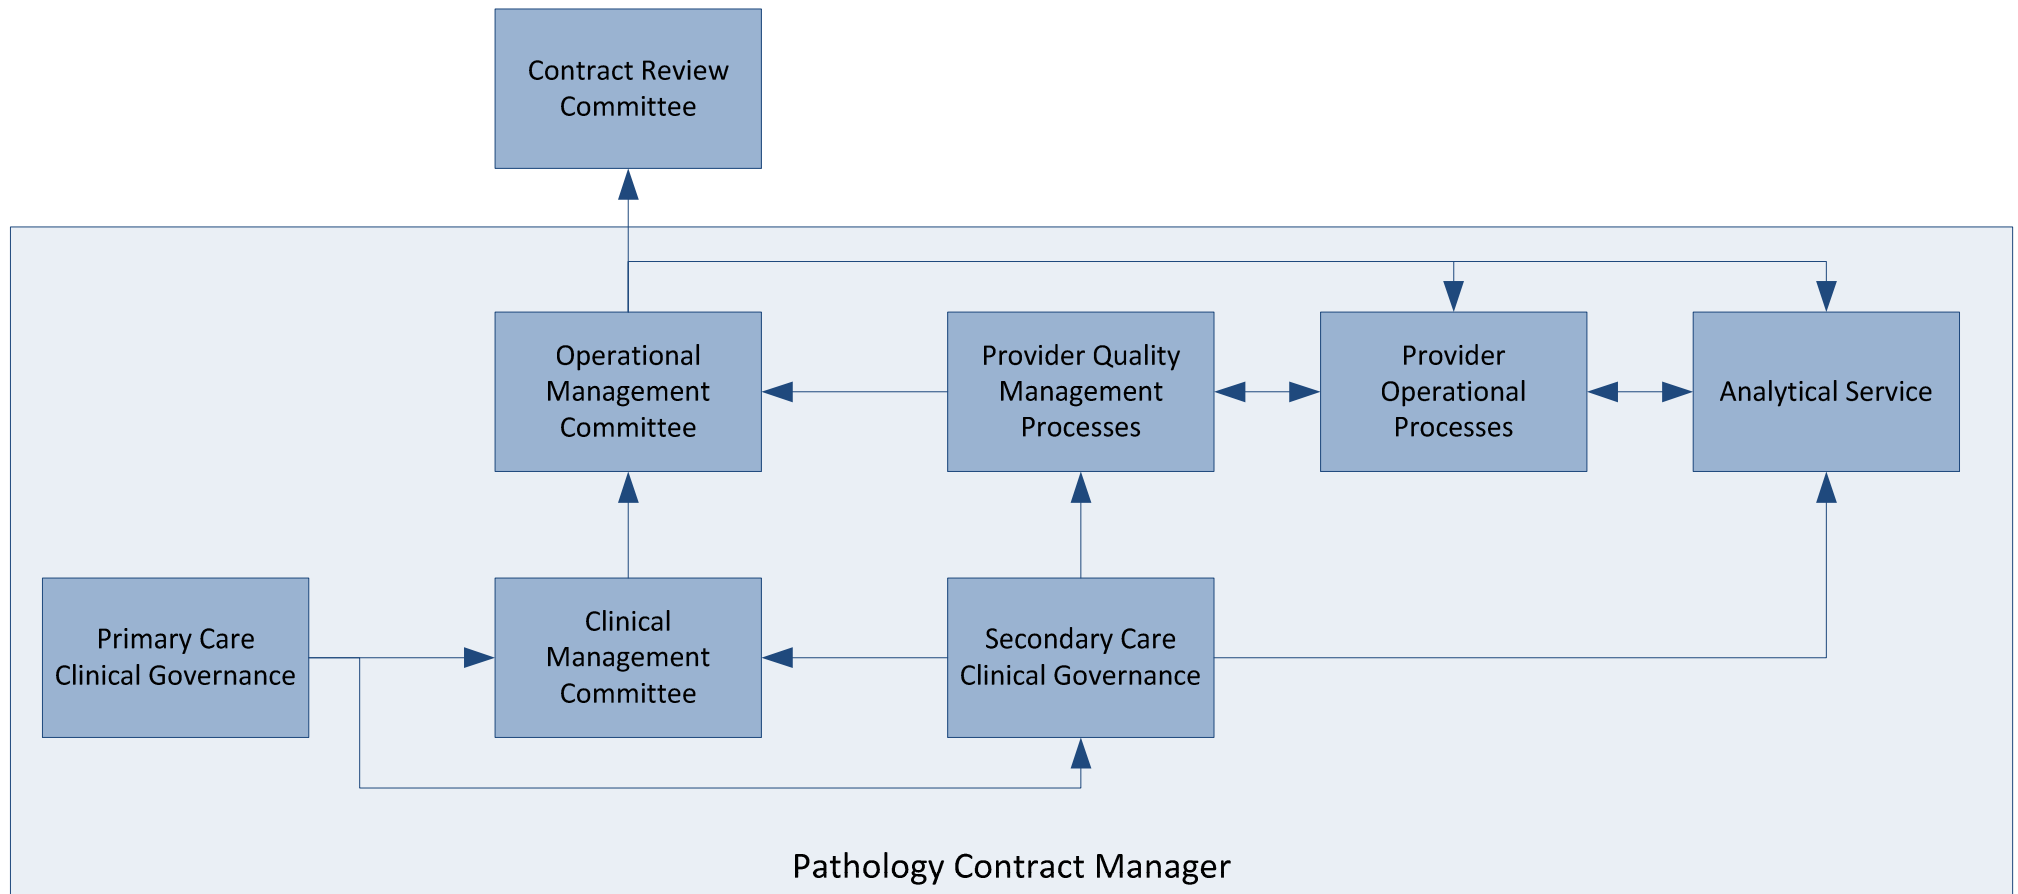 Contract Review
Committee
Operational
Management
Committee
Provider Quality
Management
Processes
Provider
Operational
Processes
Analytical Service
Primary Care
Clinical Governance
Clinical
Management
Committee
Secondary Care
Clinical Governance
Pathology Contract Manager